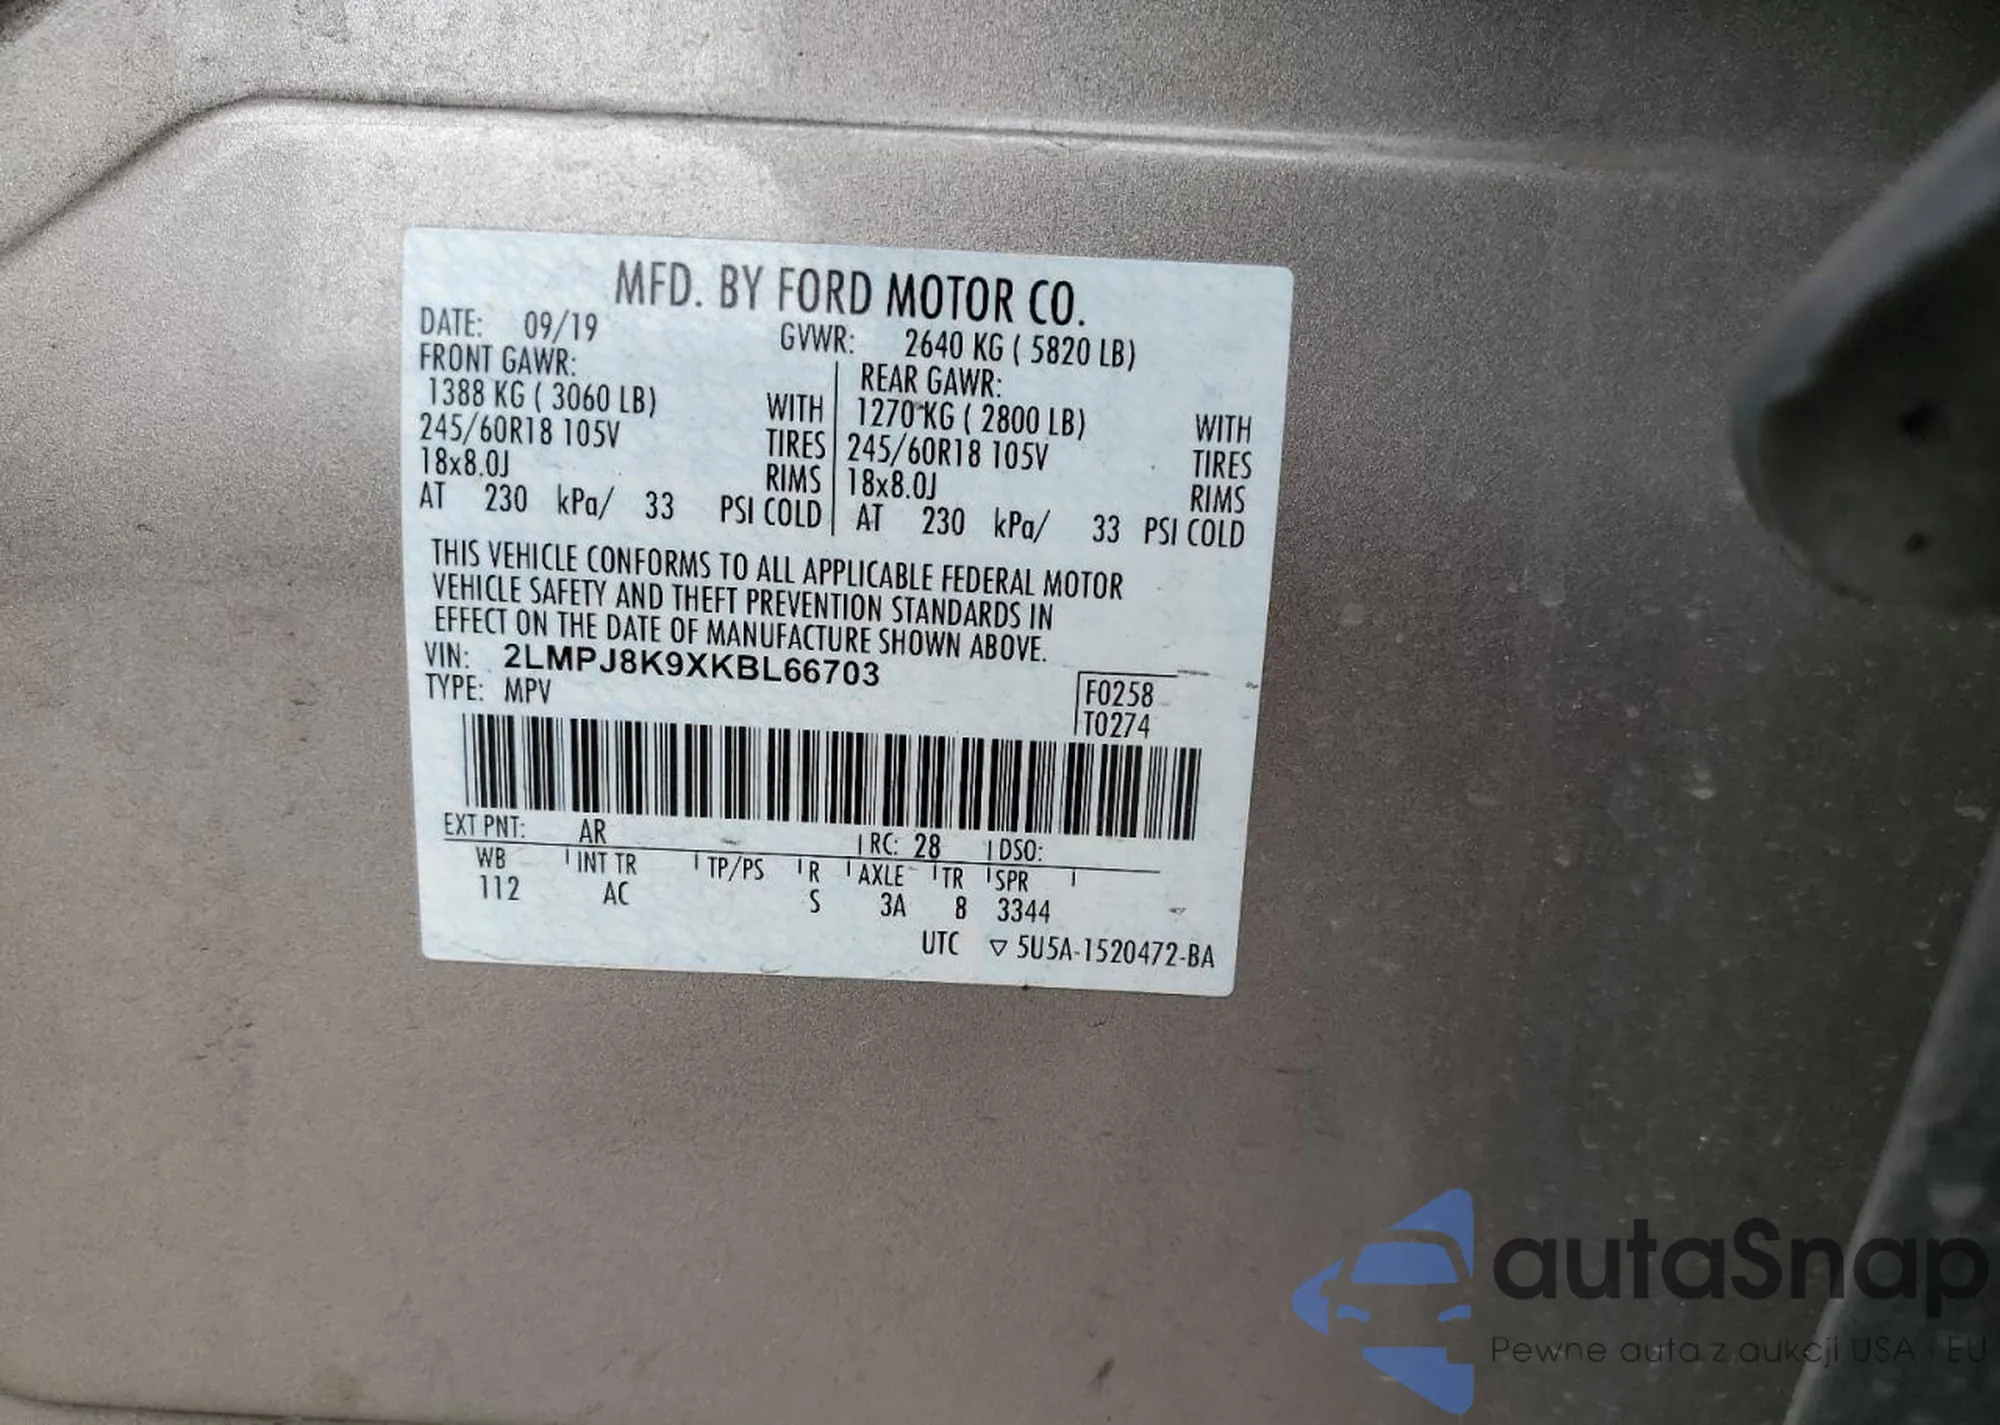 MFD. BY FORD MOTOR CO.
DATE: 09/19 GVWR: 2640 KG ( 5820 LB)
FRONT GAWR: REAR GAWR:
1388 KG ( 3060 LB) WITH 1270 KG ( 2800 LB) WITH
245/60R18 105V TIRES 245/60R18 105V TIRES
18x8.0J RIMS 18x8.0J RIMS
AT 230 kPa/ 33 PSI COLD AT 230 kPa/ 33 PSI COLD
THIS VEHICLE CONFORMS TO ALL APPLICABLE FEDERAL MOTOR
VEHICLE SAFETY AND THEFT PREVENTION STANDARDS IN
EFFECT ON THE DATE OF MANUFACTURE SHOWN ABOVE.
VIN: 2LMPJ8K9XKBL66703
TYPE: MPV F0258
T0274
EXT PNT: AR RC: 28 DSO:
WB INT TR TP/PS R AXLE TR SPR
112 AC S 3A 8 3344
UTC ▽ 5U5A-1520472-BA
autaSnap
Pewne auta z aukcji USA i EU